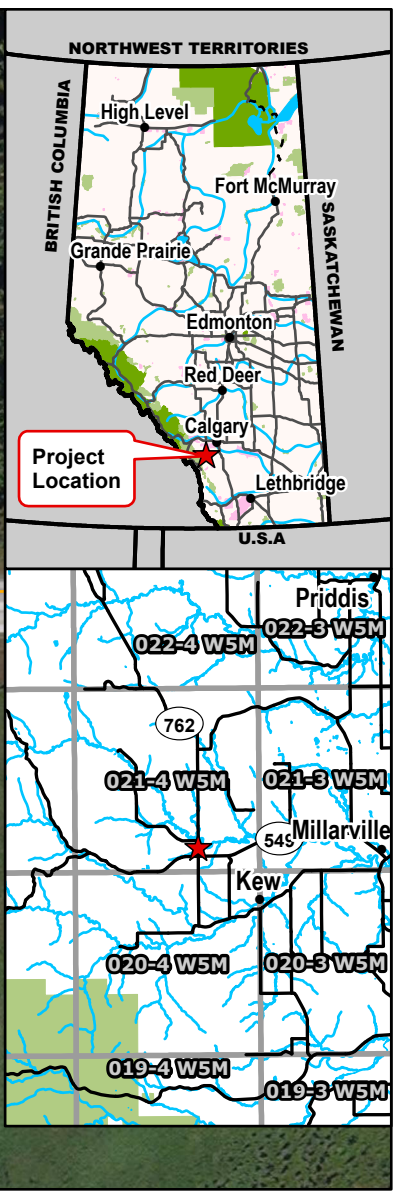 NORTHWEST TERRITORIES
BRITISH COLUMBIA
High Level
Fort McMurray
SASKATCHEWAN
Grande Prairie
Edmonton
Red Deer
Calgary
Project
Location
Lethbridge
U.S.A
Priddis
022-4 W5M
022-3 W5M
762
021-4 W5M
021-3 W5M
549
Millarville
Kew
020-4 W5M
020-3 W5M
019-4 W5M
019-3 W5M